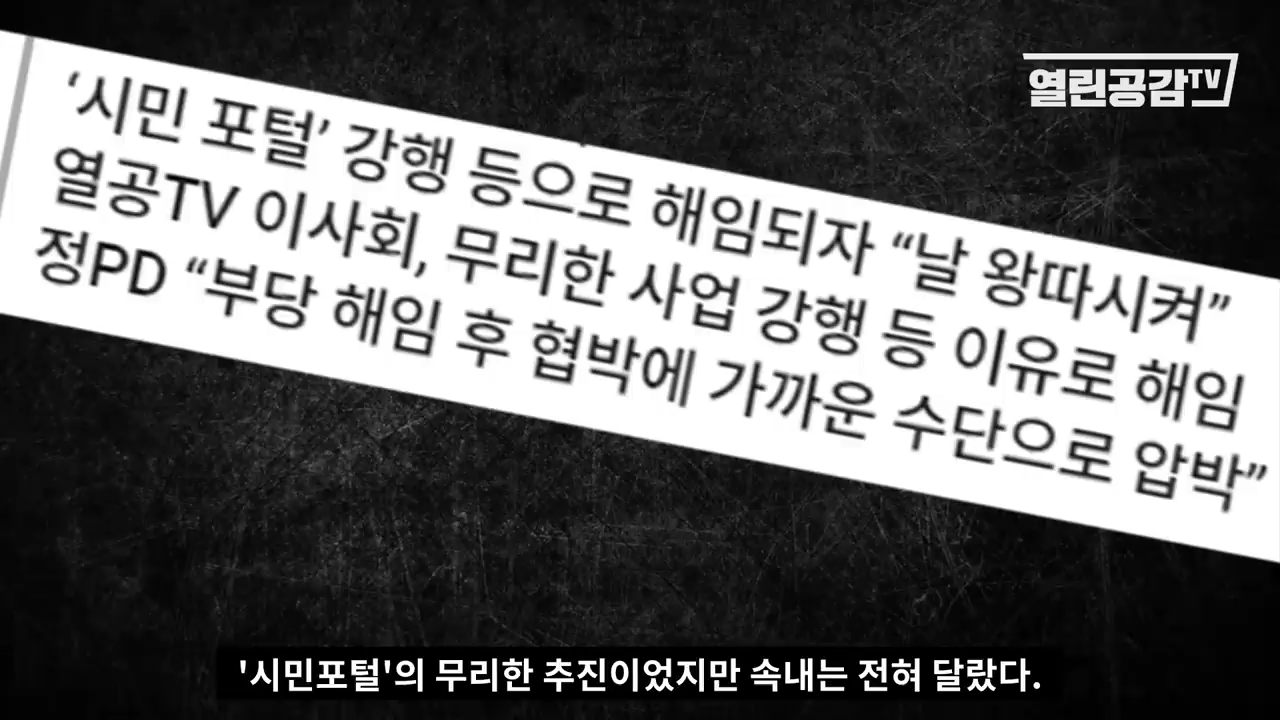 열린공감TV
‘시민 포털’ 강행 등으로 해임되자 “날 왕따시켜”
열공TV 이사회, 무리한 사업 강행 등 이유로 해임
정PD “부당 해임 후 협박에 가까운 수단으로 압박”
'시민포털'의 무리한 추진이었지만 속내는 전혀 달랐다.